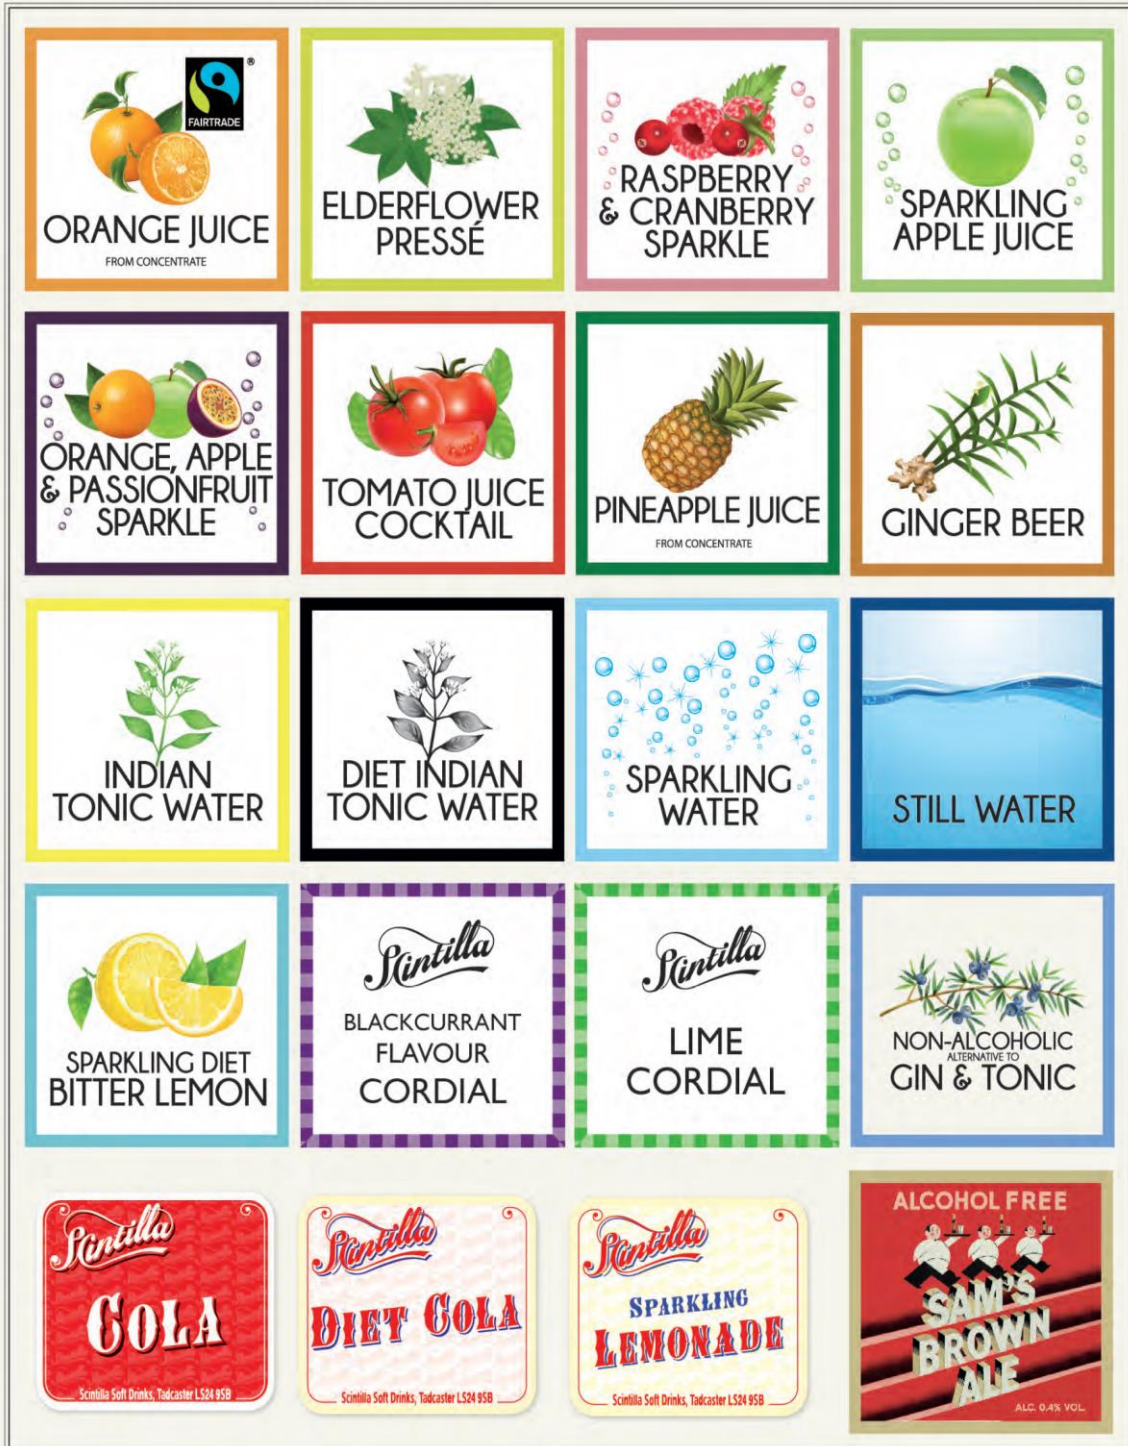 FAIRTRADE
®
ORANGE JUICE
FROM CONCENTRATE
ELDERFLOWER
PRESSÉ
RASPBERRY
& CRANBERRY
SPARKLE
SPARKLING
APPLE JUICE
ORANGE, APPLE
& PASSIONFRUIT
SPARKLE
TOMATO JUICE
COCKTAIL
PINEAPPLE JUICE
FROM CONCENTRATE
GINGER BEER
INDIAN
TONIC WATER
DIET INDIAN
TONIC WATER
SPARKLING
WATER
STILL WATER
SPARKLING DIET
BITTER LEMON
Scintilla
BLACKCURRANT
FLAVOUR
CORDIAL
Scintilla
LIME
CORDIAL
NON-ALCOHOLIC
ALTERNATIVE TO
GIN & TONIC
Scintilla
COLA
Scintilla Soft Drinks, Tadcaster LS24 9SB
Scintilla
DIET COLA
Scintilla Soft Drinks, Tadcaster LS24 9SB
Scintilla
SPARKLING
LEMONADE
Scintilla Soft Drinks, Tadcaster LS24 9SB
ALCOHOL FREE
SAM'S
BROWN
ALE
ALC. 0.4% VOL.